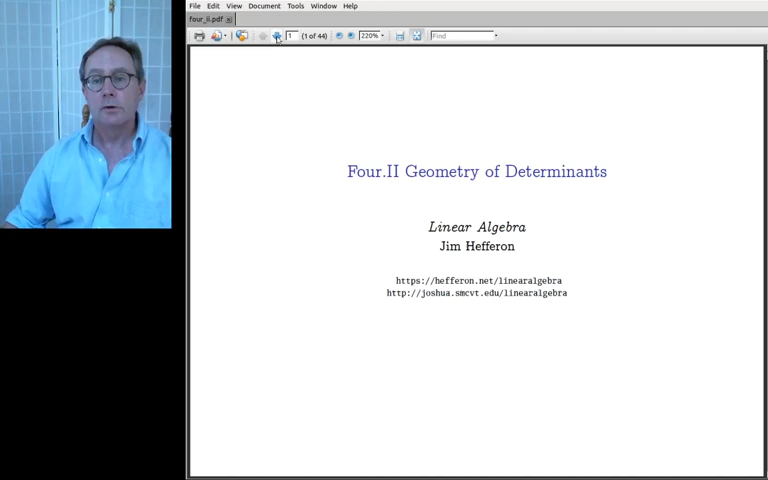 File Edit View Document Tools Window Help
four_ii.pdf
1 (1 of 44) 220% Find
Four.II Geometry of Determinants
Linear Algebra
Jim Hefferon
https://hefferon.net/linearalgebra
http://joshua.smcvt.edu/linearalgebra